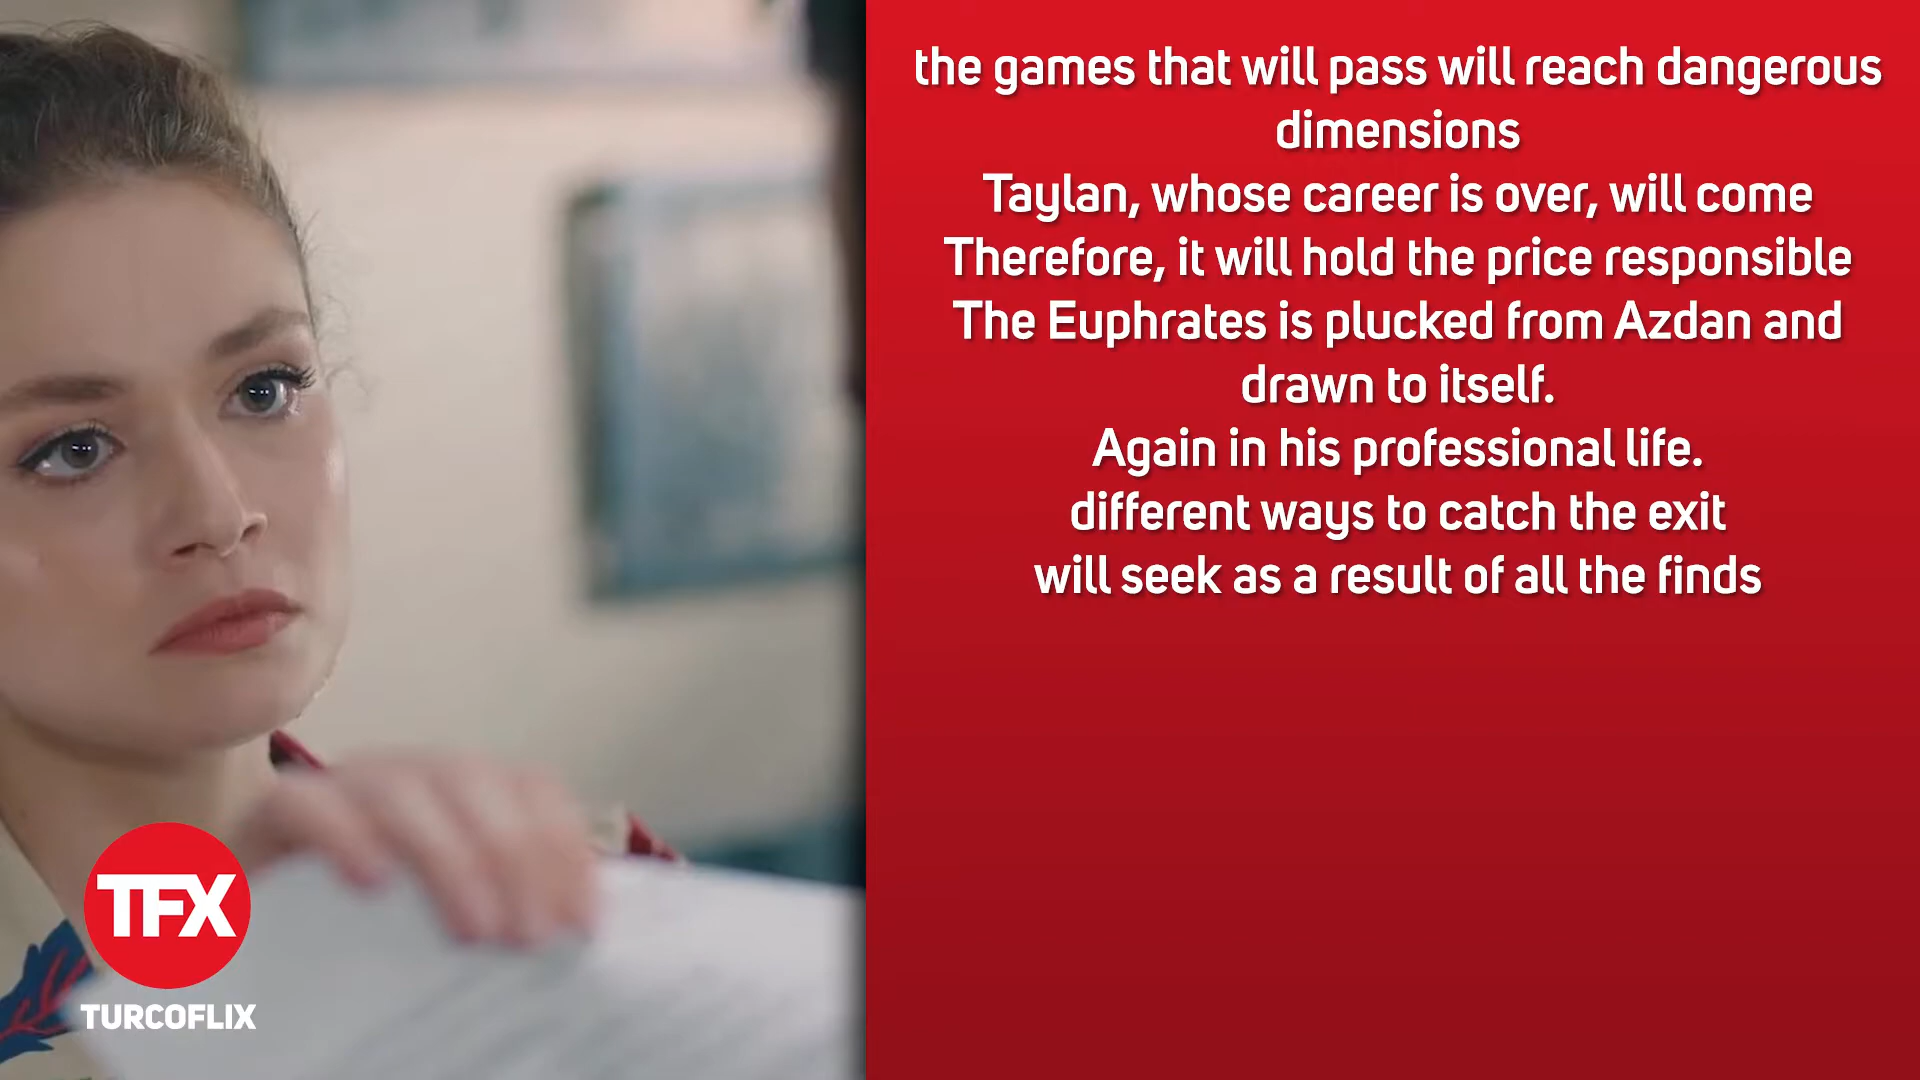 the games that will pass will reach dangerous
dimensions
Taylan, whose career is over, will come
Therefore, it will hold the price responsible
The Euphrates is plucked from Azdan and
drawn to itself.
Again in his professional life.
different ways to catch the exit
will seek as a result of all the finds
TFX
TURCOFLIX